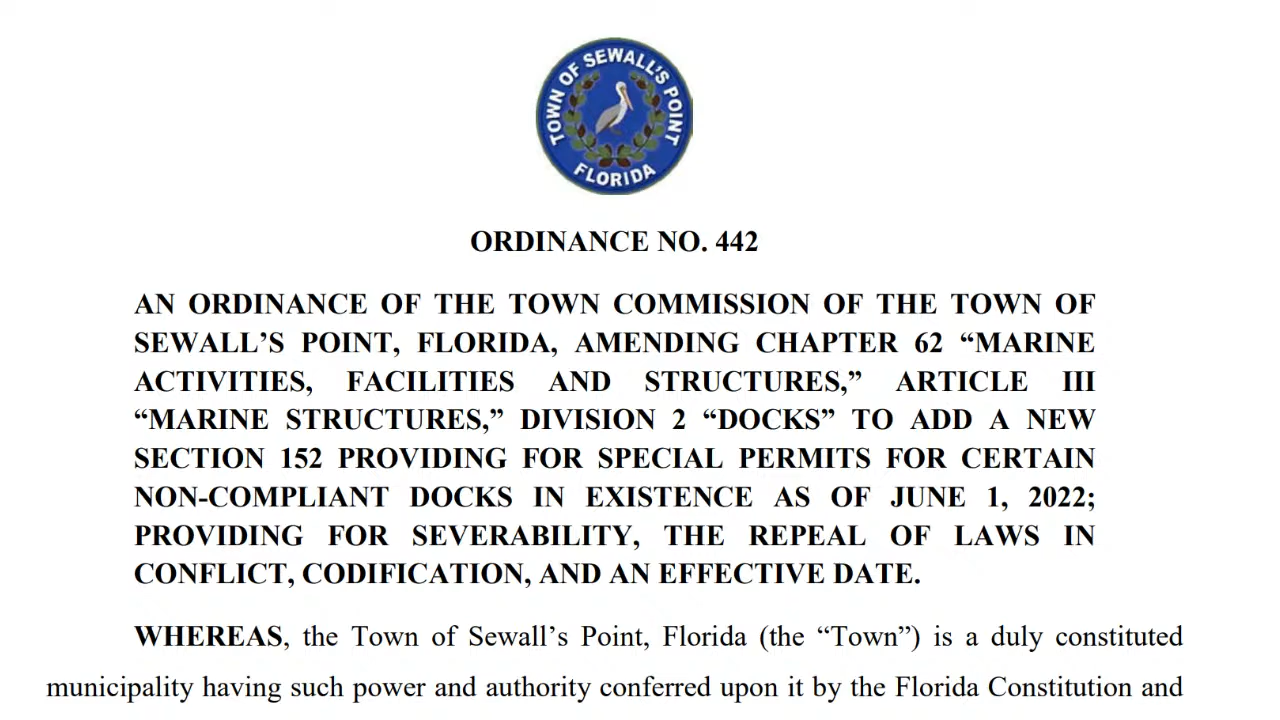 TOWN OF SEWALL'S POINT
FLORIDA
ORDINANCE NO. 442
AN ORDINANCE OF THE TOWN COMMISSION OF THE TOWN OF
SEWALL’S POINT, FLORIDA, AMENDING CHAPTER 62 “MARINE
ACTIVITIES, FACILITIES AND STRUCTURES,” ARTICLE III
“MARINE STRUCTURES,” DIVISION 2 “DOCKS” TO ADD A NEW
SECTION 152 PROVIDING FOR SPECIAL PERMITS FOR CERTAIN
NON-COMPLIANT DOCKS IN EXISTENCE AS OF JUNE 1, 2022;
PROVIDING FOR SEVERABILITY, THE REPEAL OF LAWS IN
CONFLICT, CODIFICATION, AND AN EFFECTIVE DATE.
WHEREAS, the Town of Sewall’s Point, Florida (the “Town”) is a duly constituted
municipality having such power and authority conferred upon it by the Florida Constitution and